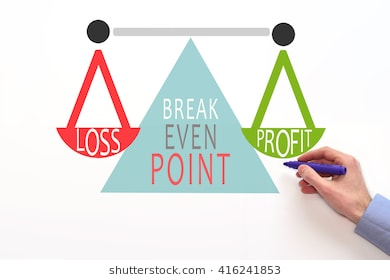 LOSS
BREAK
EVEN
POINT
PROFIT
shutterstock.com · 416241853